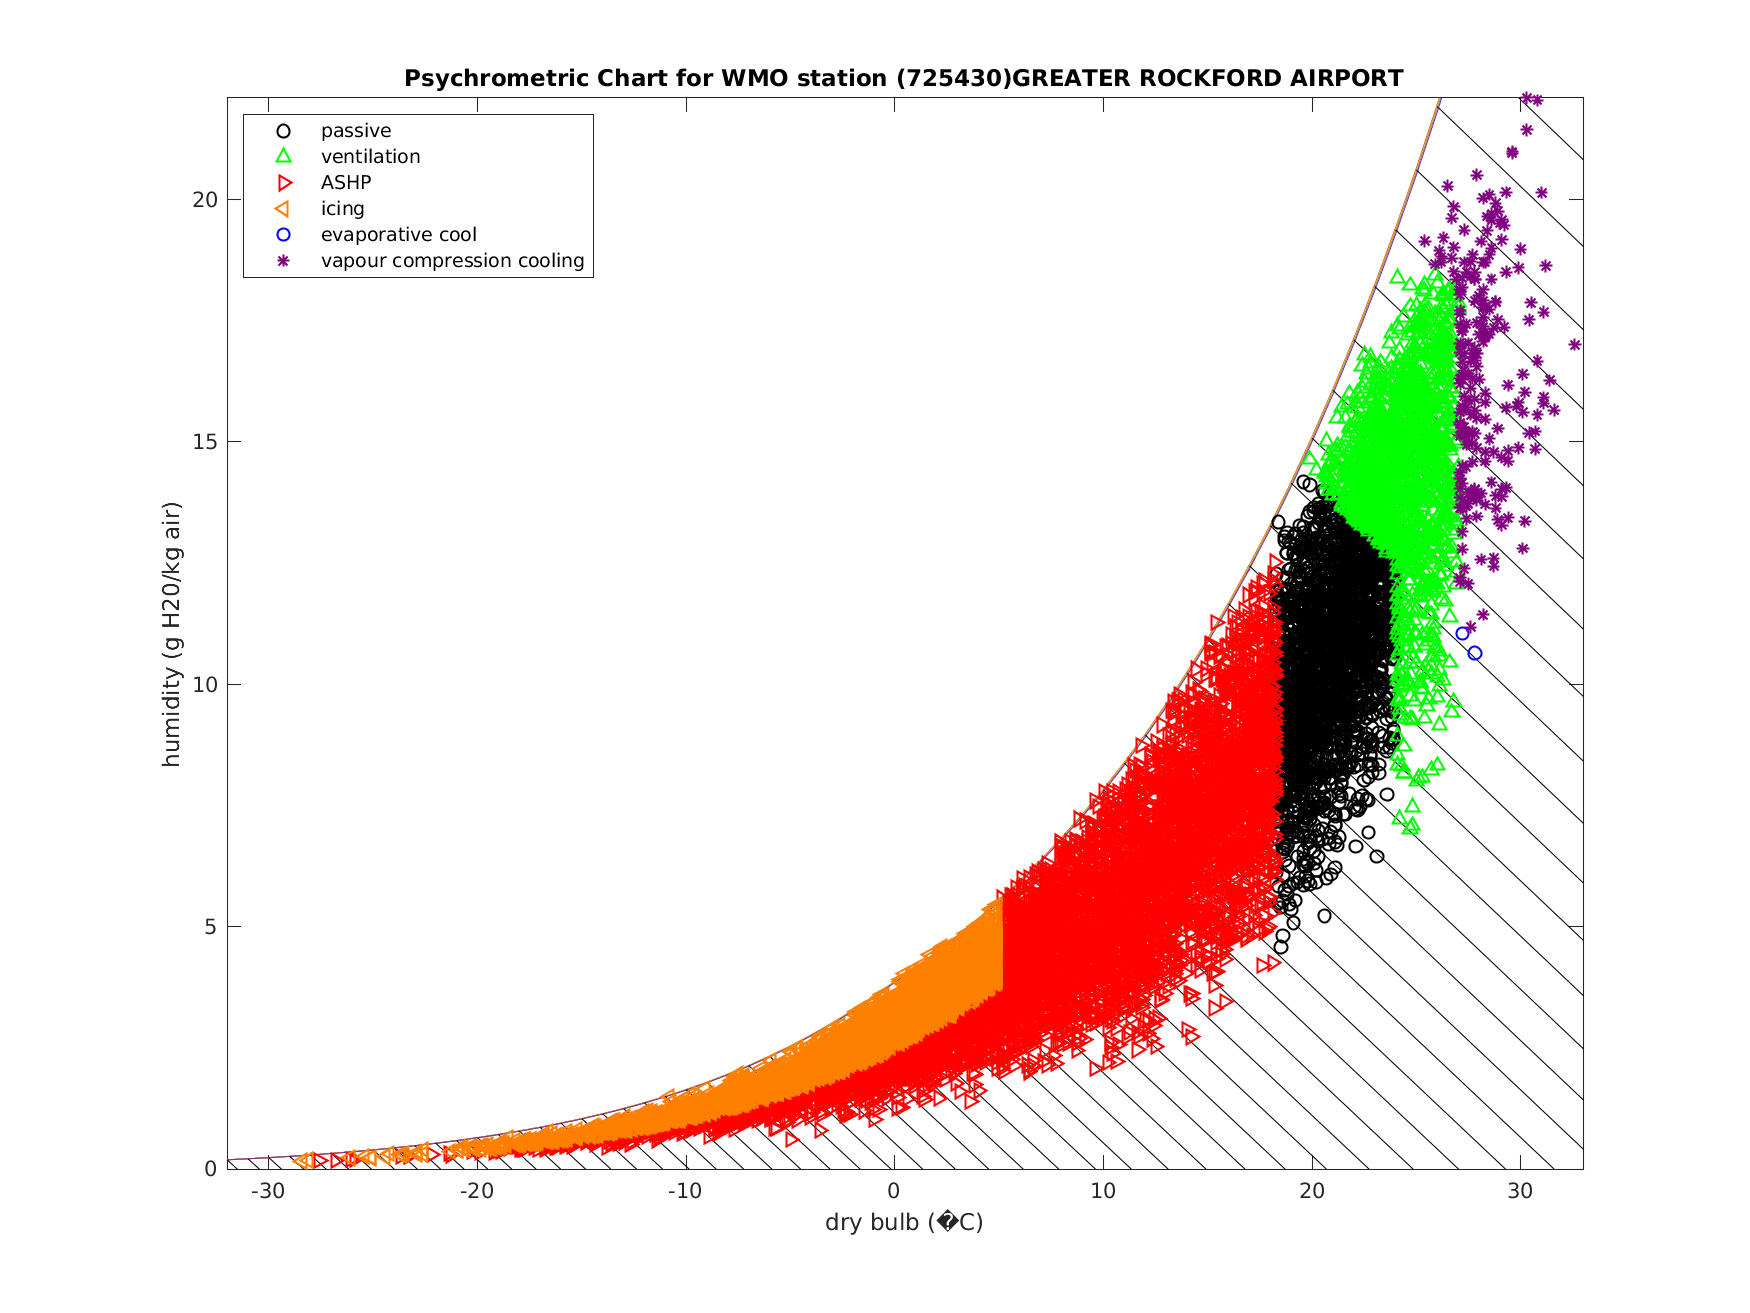 Psychrometric Chart for WMO station (725430)GREATER ROCKFORD AIRPORT
passive
ventilation
ASHP
icing
evaporative cool
vapour compression cooling
20
15
10
5
0
humidity (g H20/kg air)
-30 -20 -10 0 10 20 30
dry bulb (�C)